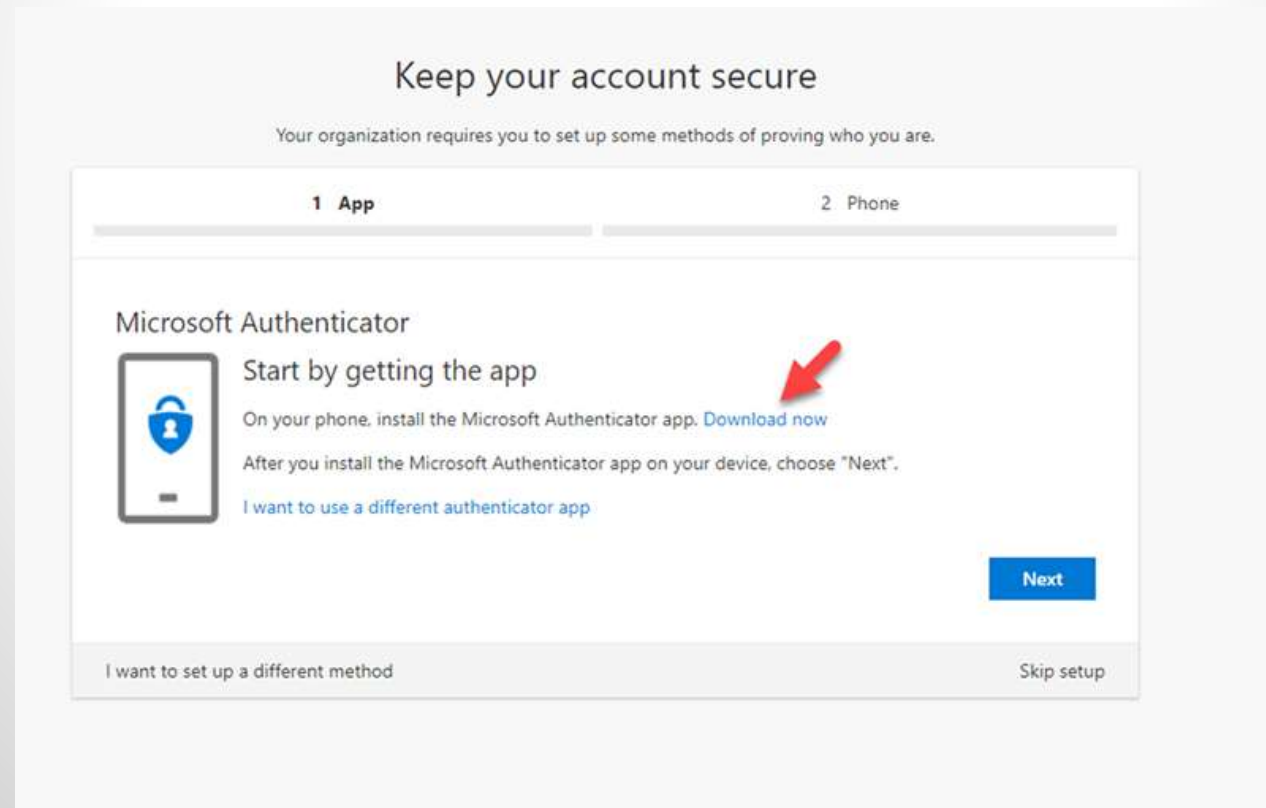 Keep your account secure
Your organization requires you to set up some methods of proving who you are.
1 App
2 Phone
Microsoft Authenticator
Start by getting the app
On your phone, install the Microsoft Authenticator app. Download now
After you install the Microsoft Authenticator app on your device, choose "Next".
I want to use a different authenticator app
Next
I want to set up a different method
Skip setup